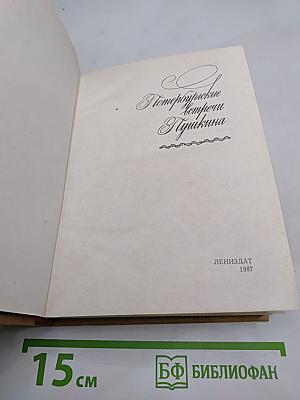 Петербургские
встречи
Пушкина
ЛЕНИЗДАТ
1987
15 см
БФ БИБЛИОФАН